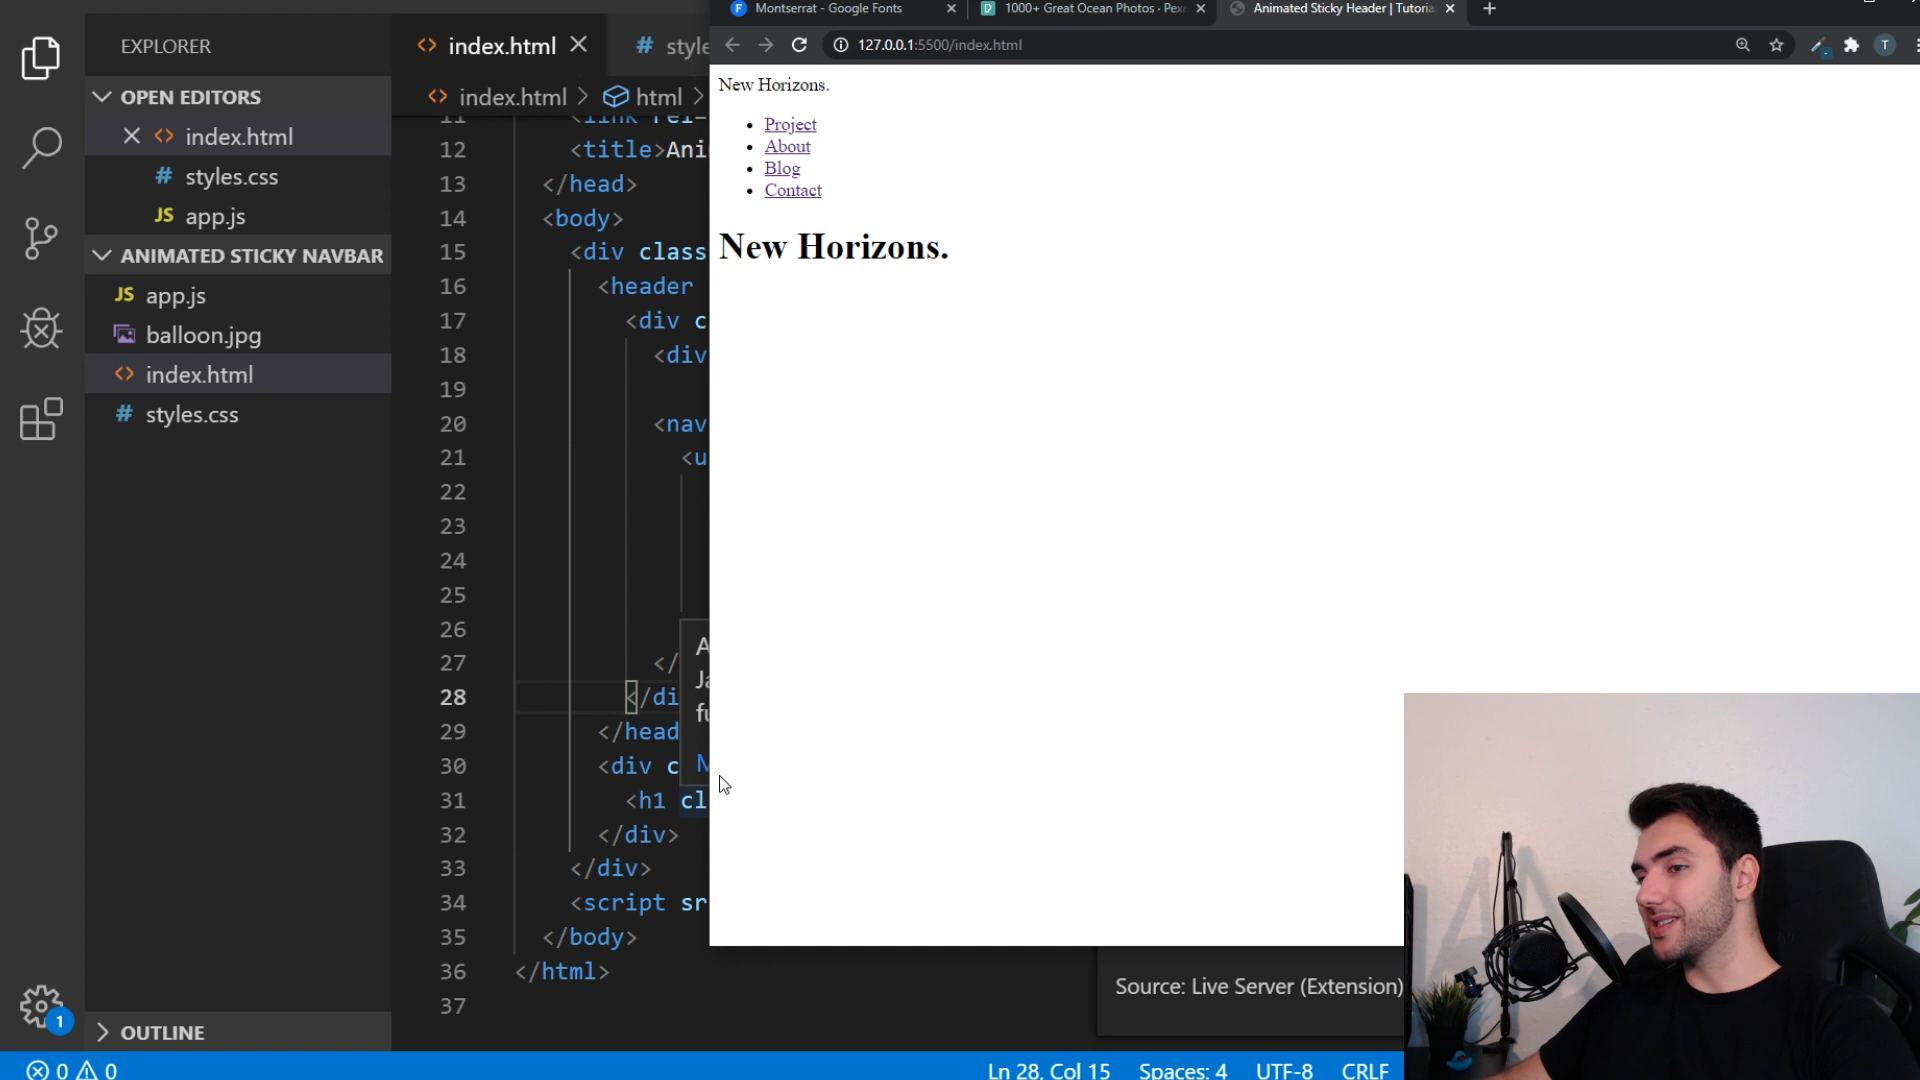 EXPLORER
OPEN EDITORS
index.html
# styles.css
JS app.js
ANIMATED STICKY NAVBAR
JS app.js
balloon.jpg
<> index.html
# styles.css
OUTLINE
1
<> index.html
# style
<> index.html > html >
12 <title>Ani
13 </head>
14 <body>
15 <div class
16 <header
17 <div c
18 <div
19
20 <nav
21 <u
22
23
24
25
26
27 </
28 </di
29 </head
30 <div c
31 <h1 cl
32 </div>
33 </div>
34 <script sr
35 </body>
36 </html>
37
Montserrat - Google Fonts
1000+ Great Ocean Photos · Pex
Animated Sticky Header | Tutoria
127.0.0.1:5500/index.html
T
New Horizons.
Project
About
Blog
Contact
New Horizons.
Source: Live Server (Extension)
0 0
Ln 28, Col 15 Spaces: 4 UTF-8 CRLF